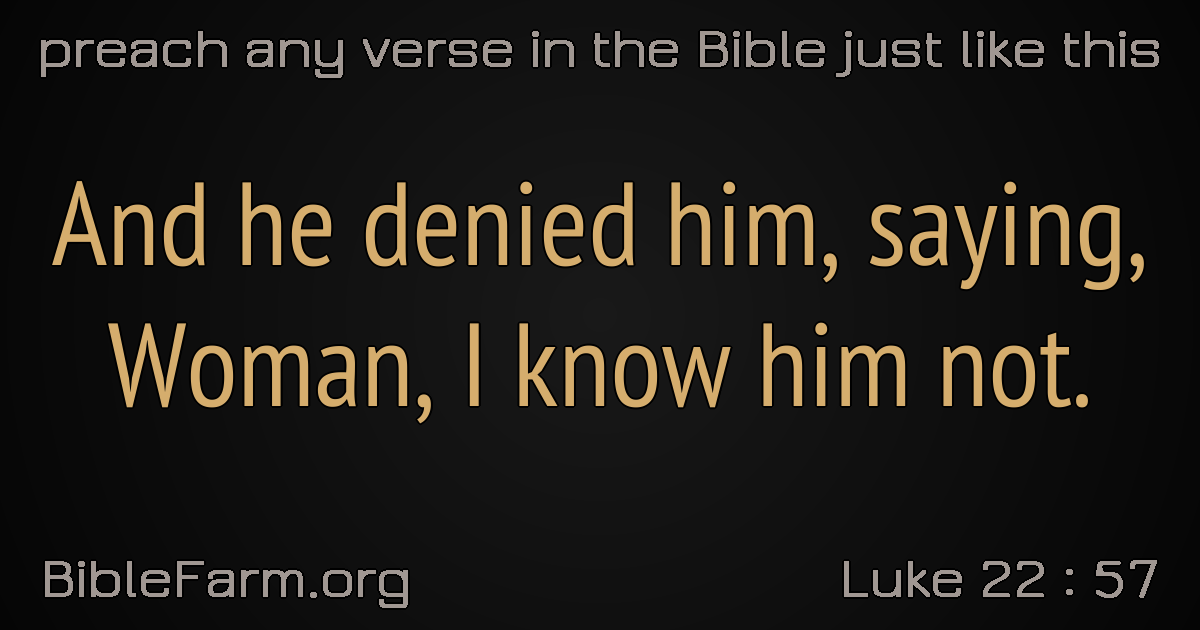 preach any verse in the Bible just like this
And he denied him, saying,
Woman, I know him not.
BibleFarm.org
Luke 22 : 57